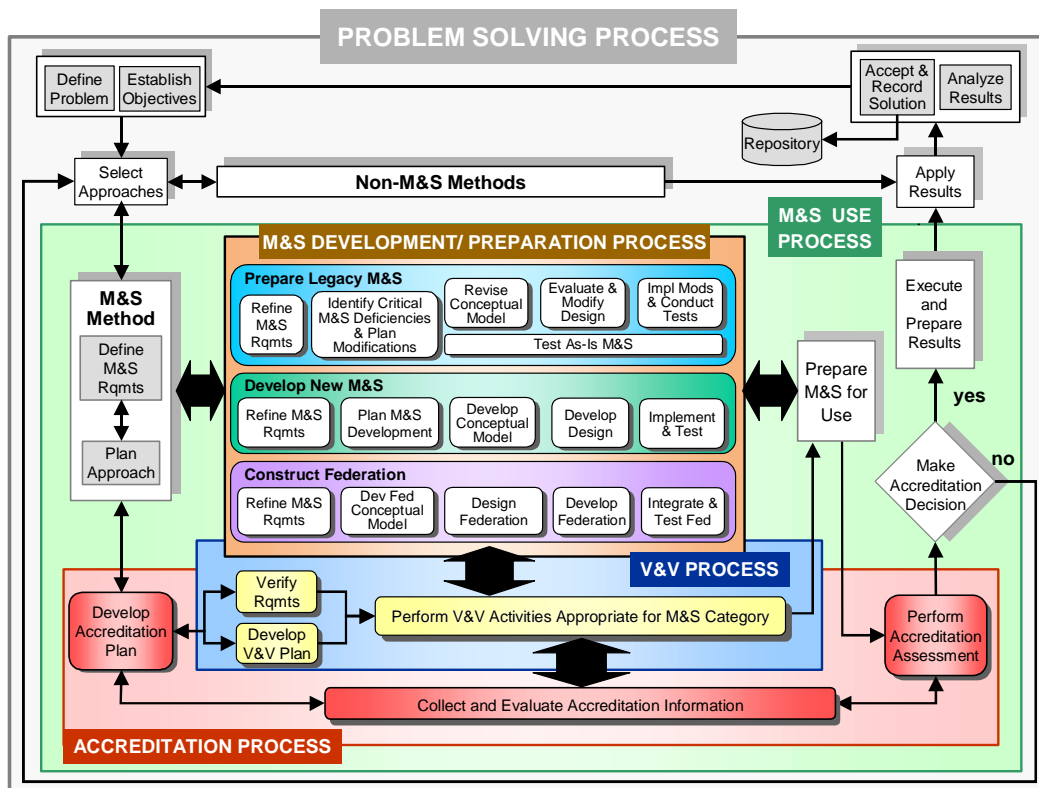 PROBLEM SOLVING PROCESS
Define
Problem
Establish
Objectives
Accept &
Record
Solution
Analyze
Results
Repository
Select
Approaches
Non-M&S Methods
Apply
Results
M&S USE
PROCESS
M&S DEVELOPMENT/ PREPARATION PROCESS
Prepare Legacy M&S
Refine
M&S
Rqmts
Identify Critical
M&S Deficiencies
& Plan
Modifications
Revise
Conceptual
Model
Evaluate &
Modify
Design
Impl Mods
& Conduct
Tests
Test As-Is M&S
M&S
Method
Define
M&S
Rqmts
Plan
Approach
Develop New M&S
Refine M&S
Rqmts
Plan M&S
Development
Develop
Conceptual
Model
Develop
Design
Implement
& Test
Construct Federation
Refine M&S
Rqmts
Dev Fed
Conceptual
Model
Design
Federation
Develop
Federation
Integrate &
Test Fed
Prepare
M&S for
Use
Execute
and
Prepare
Results
yes
no
Make
Accreditation
Decision
V&V PROCESS
Verify
Rqmts
Develop
V&V Plan
Perform V&V Activities Appropriate for M&S Category
Develop
Accreditation
Plan
Perform
Accreditation
Assessment
Collect and Evaluate Accreditation Information
ACCREDITATION PROCESS